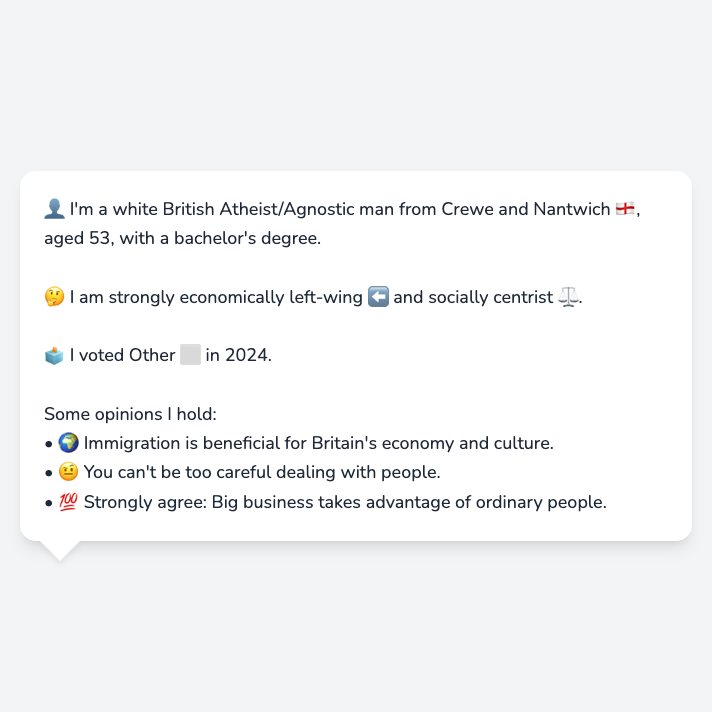 👤 I'm a white British Atheist/Agnostic man from Crewe and Nantwich 🏴󠁧󠁢󠁥󠁮󠁧󠁿,
aged 53, with a bachelor's degree.
🤔 I am strongly economically left-wing ⬅️ and socially centrist ⚖️.
🗳️ I voted Other ⬜ in 2024.
Some opinions I hold:
• 🌍 Immigration is beneficial for Britain's economy and culture.
• 🤨 You can't be too careful dealing with people.
• 💯 Strongly agree: Big business takes advantage of ordinary people.